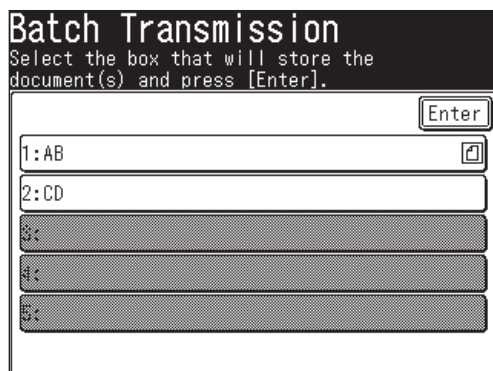 Batch Transmission
Select the box that will store the
document(s) and press [Enter].
Enter
1:AB
2:CD
3:
4:
5: